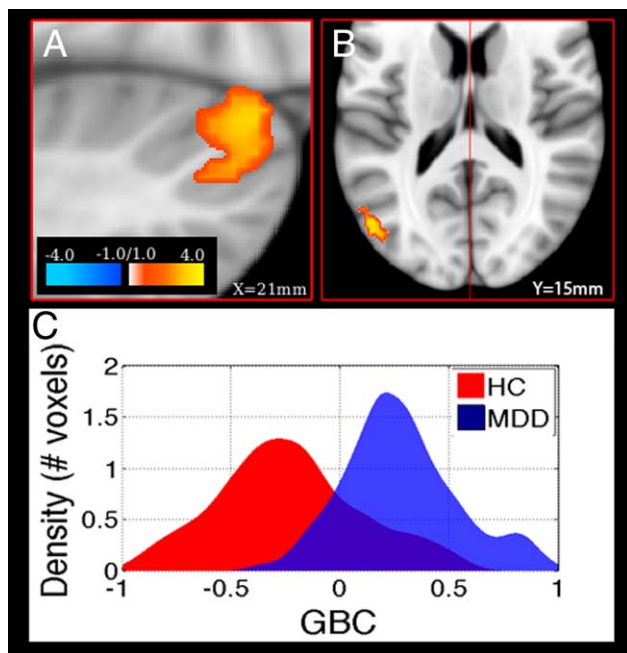 A
B
-4.0 -1.0/1.0 4.0
X=21mm
Y=15mm
C
2
1.5
1
0.5
0
Density (# voxels)
HC
MDD
-1 -0.5 0 0.5 1
GBC